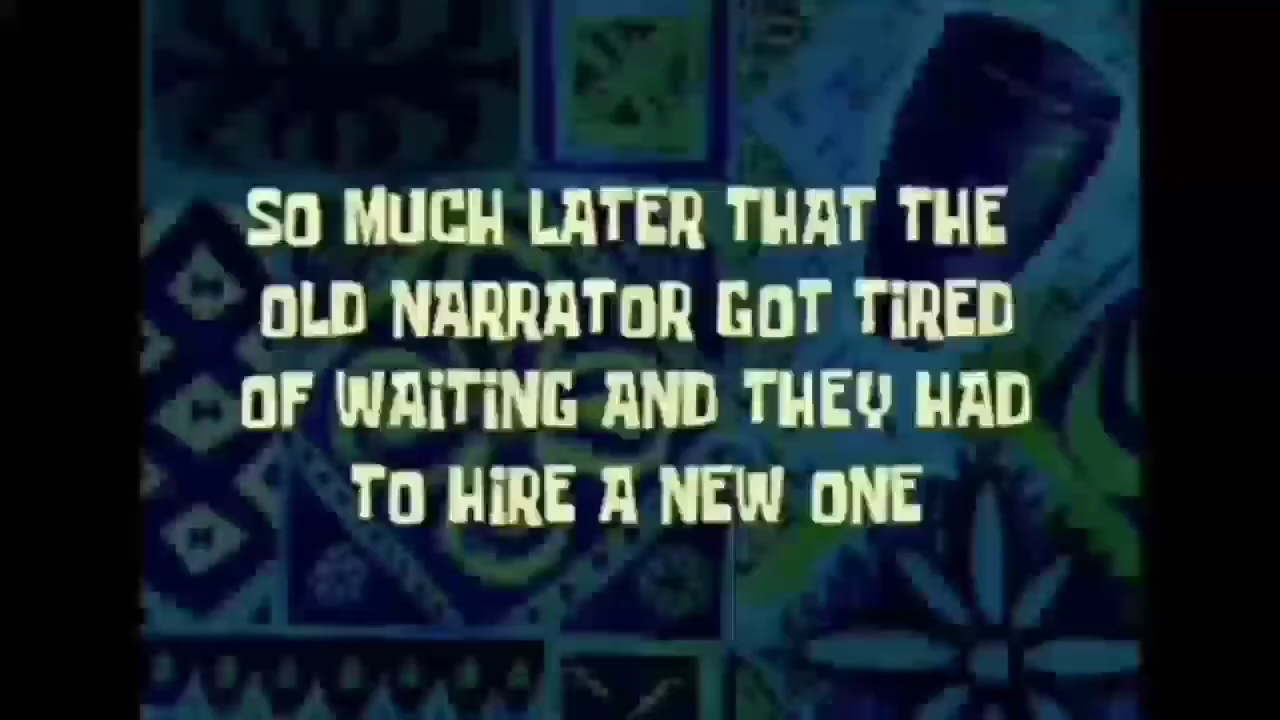 SO MUCH LATER THAT THE
OLD NARRATOR GOT TiRED
OF WAiTiNG AND THEY HAD
TO HiRE A NEW ONE